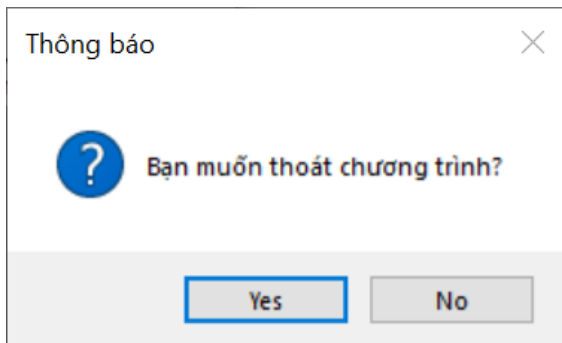 Thông báo
Bạn muốn thoát chương trình?
Yes
No